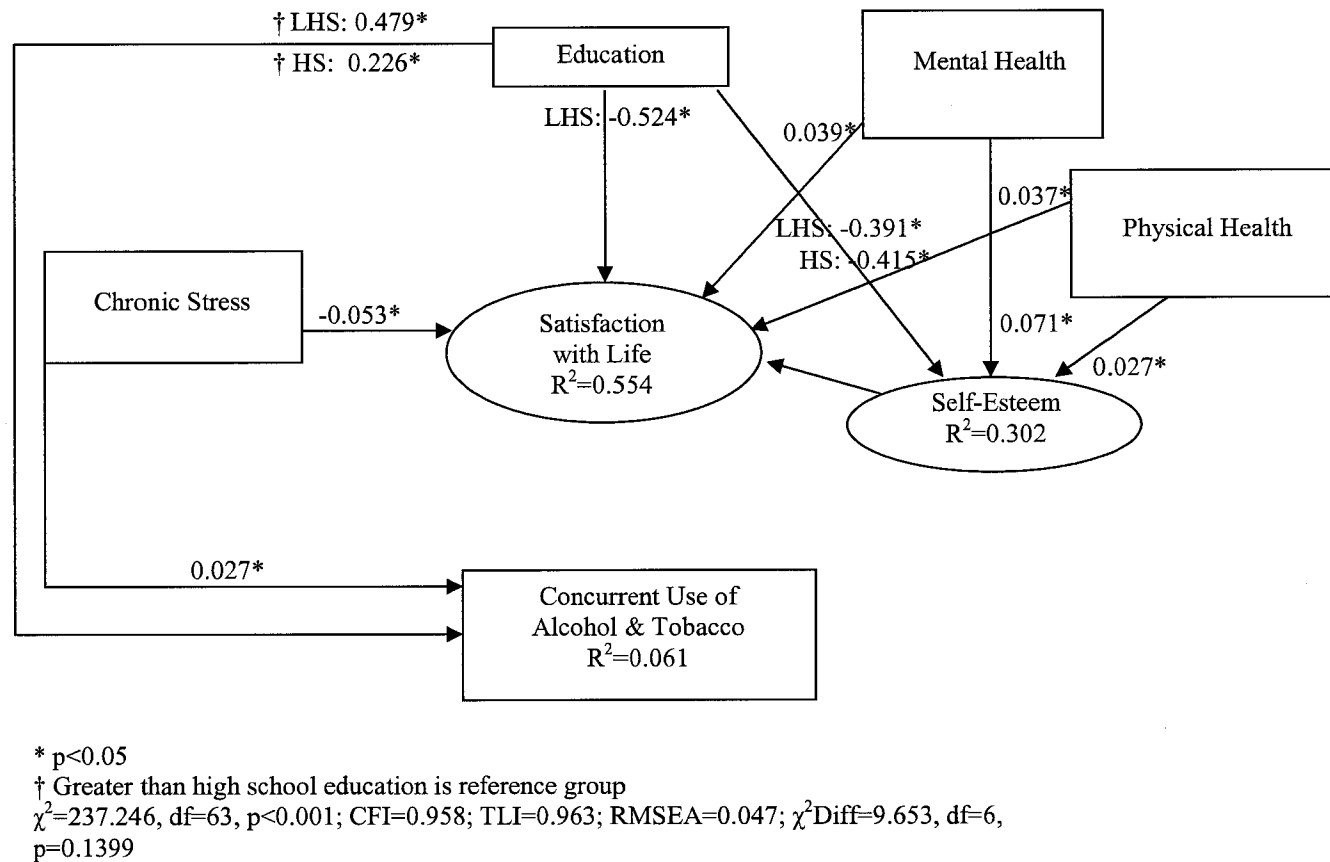 † LHS: 0.479*
† HS: 0.226*
Education
Mental Health
LHS: -0.524*
0.039*
0.037*
Physical Health
LHS: -0.391*
HS: -0.415*
Chronic Stress
-0.053*
Satisfaction
with Life
R²=0.554
0.071*
0.027*
Self-Esteem
R²=0.302
0.027*
Concurrent Use of
Alcohol & Tobacco
R²=0.061
* p<0.05
† Greater than high school education is reference group
χ²=237.246, df=63, p<0.001; CFI=0.958; TLI=0.963; RMSEA=0.047; χ²Diff=9.653, df=6,
p=0.1399